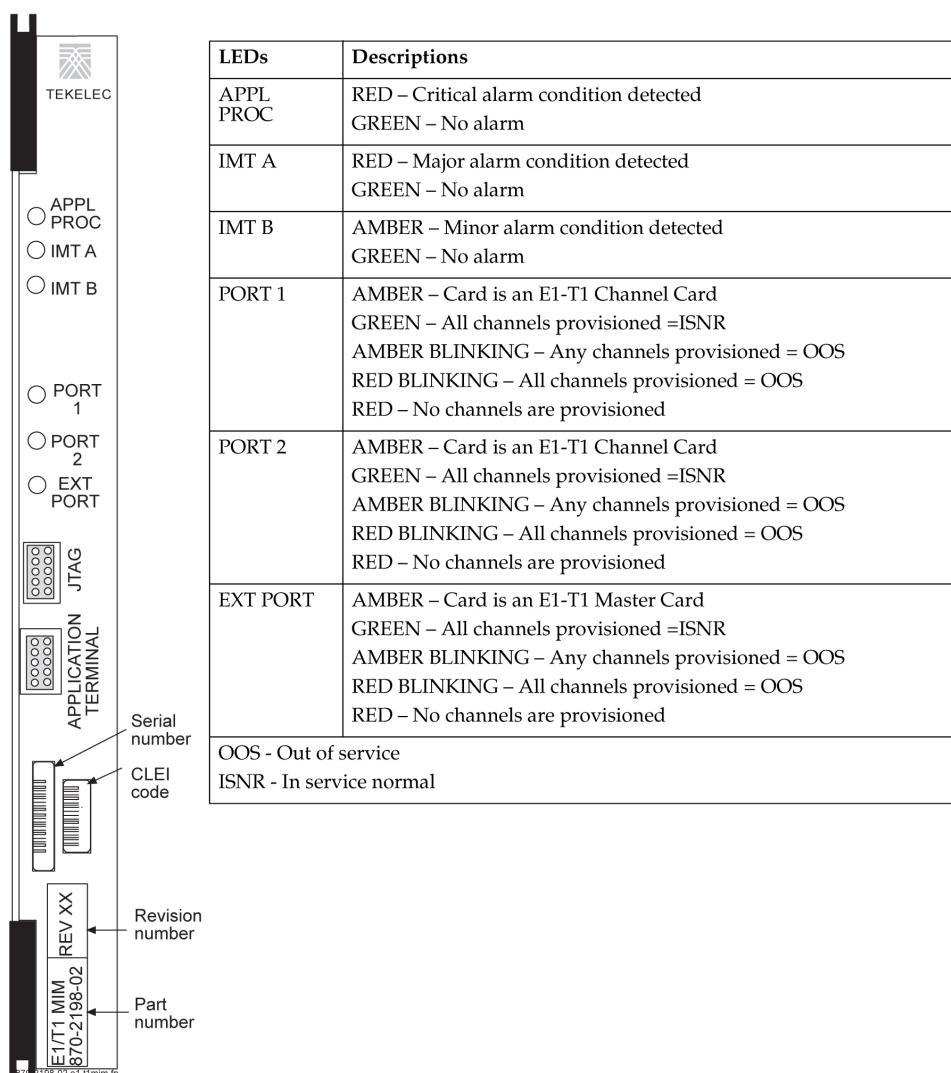 TEKELEC
APPL
PROC
IMT A
IMT B
PORT
1
PORT
2
EXT
PORT
JTAG
APPLICATION
TERMINAL
Serial
number
CLEI
code
REV XX
Revision
number
E1/T1 MIM
870-2198-02
Part
number
LEDs Descriptions
APPL
PROC
RED – Critical alarm condition detected
GREEN – No alarm
IMT A RED – Major alarm condition detected
GREEN – No alarm
IMT B AMBER – Minor alarm condition detected
GREEN – No alarm
PORT 1 AMBER – Card is an E1-T1 Channel Card
GREEN – All channels provisioned =ISNR
AMBER BLINKING – Any channels provisioned = OOS
RED BLINKING – All channels provisioned = OOS
RED – No channels are provisioned
PORT 2 AMBER – Card is an E1-T1 Channel Card
GREEN – All channels provisioned =ISNR
AMBER BLINKING – Any channels provisioned = OOS
RED BLINKING – All channels provisioned = OOS
RED – No channels are provisioned
EXT PORT AMBER – Card is an E1-T1 Master Card
GREEN – All channels provisioned =ISNR
AMBER BLINKING – Any channels provisioned = OOS
RED BLINKING – All channels provisioned = OOS
RED – No channels are provisioned
OOS - Out of service
ISNR - In service normal